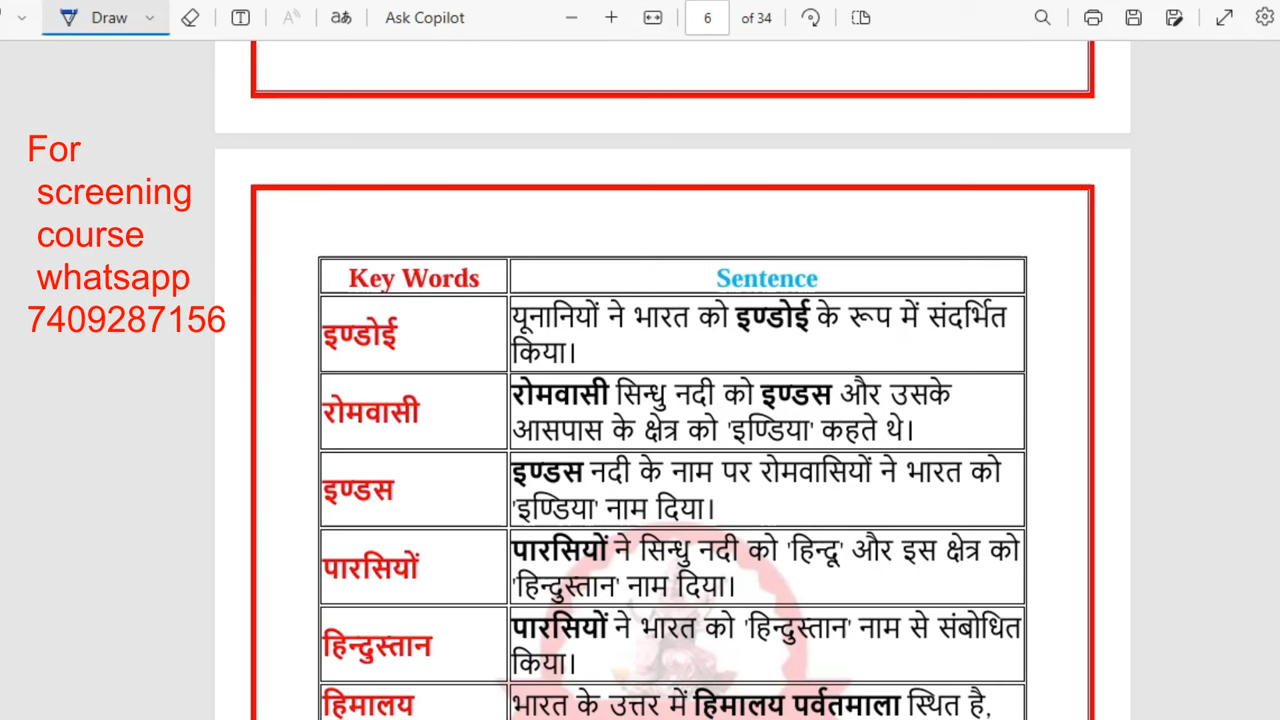 Draw
Ask Copilot
6
of 34
For
screening
course
whatsapp
7409287156
Key Words
Sentence
इण्डोई
यूनानियों ने भारत को इण्डोई के रूप में संदर्भित
किया।
रोमवासी
रोमवासी सिन्धु नदी को इण्डस और उसके
आसपास के क्षेत्र को 'इण्डिया' कहते थे।
इण्डस
इण्डस नदी के नाम पर रोमवासियों ने भारत को
'इण्डिया' नाम दिया।
पारसियों
पारसियों ने सिन्धु नदी को 'हिन्दू' और इस क्षेत्र को
'हिन्दुस्तान' नाम दिया।
हिन्दुस्तान
पारसियों ने भारत को 'हिन्दुस्तान' नाम से संबोधित
किया।
हिमालय
भारत के उत्तर में हिमालय पर्वतमाला स्थित है,